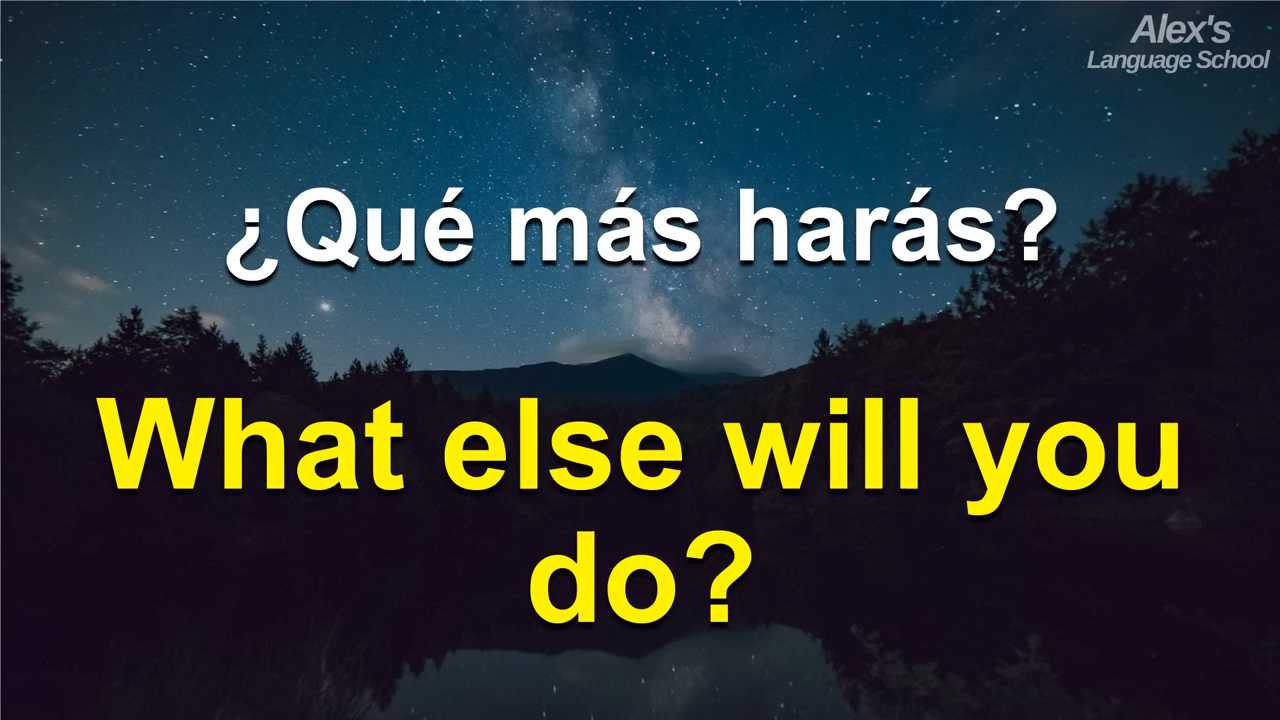 Alex's
Language School
¿Qué más harás?
What else will you
do?